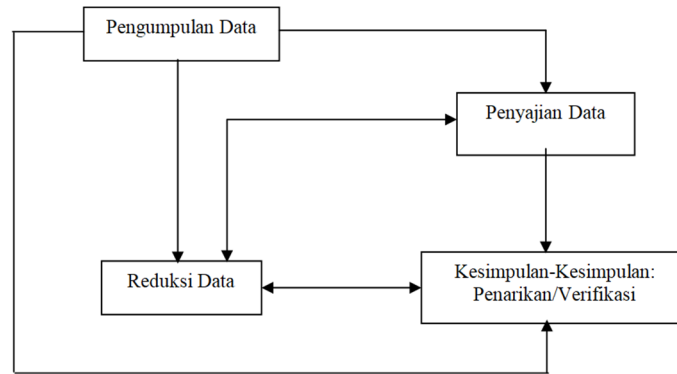 Pengumpulan Data
Penyajian Data
Reduksi Data
Kesimpulan-Kesimpulan:
Penarikan/Verifikasi